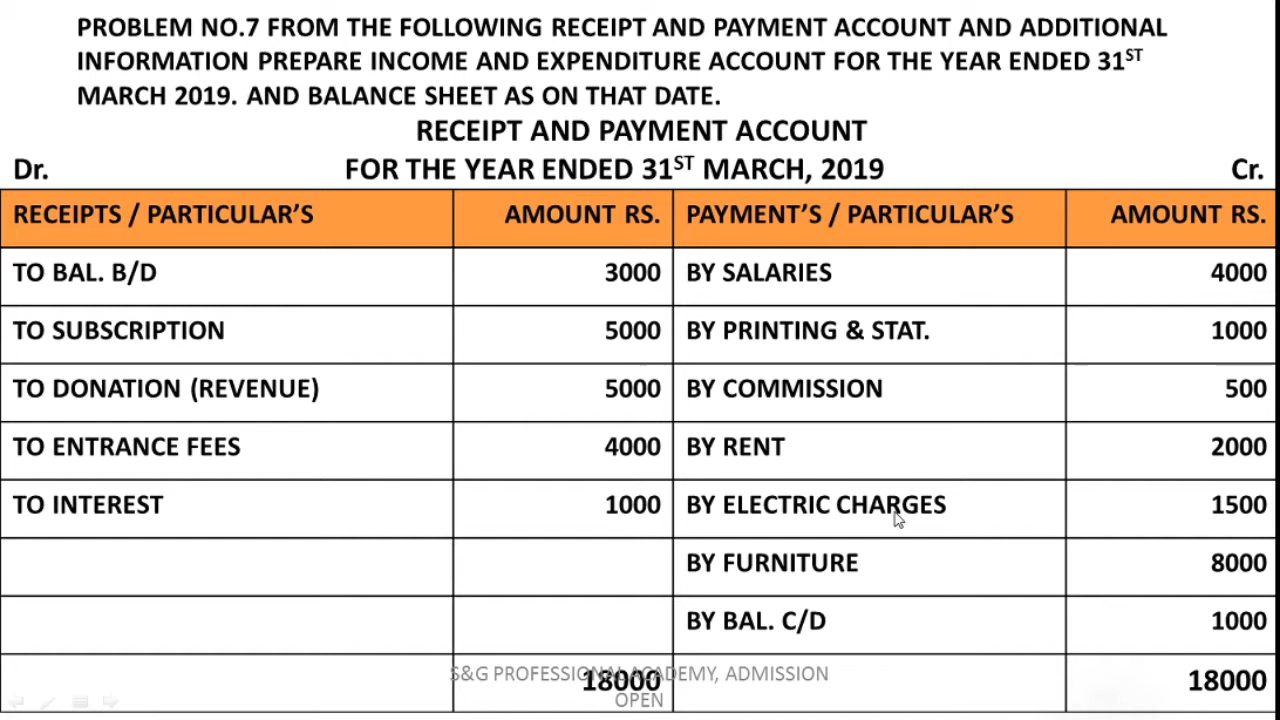 PROBLEM NO.7 FROM THE FOLLOWING RECEIPT AND PAYMENT ACCOUNT AND ADDITIONAL
INFORMATION PREPARE INCOME AND EXPENDITURE ACCOUNT FOR THE YEAR ENDED 31ST
MARCH 2019. AND BALANCE SHEET AS ON THAT DATE.
RECEIPT AND PAYMENT ACCOUNT
Dr. FOR THE YEAR ENDED 31ST MARCH, 2019 Cr.
RECEIPTS / PARTICULAR'S AMOUNT RS. PAYMENT'S / PARTICULAR'S AMOUNT RS.
TO BAL. B/D 3000 BY SALARIES 4000
TO SUBSCRIPTION 5000 BY PRINTING & STAT. 1000
TO DONATION (REVENUE) 5000 BY COMMISSION 500
TO ENTRANCE FEES 4000 BY RENT 2000
TO INTEREST 1000 BY ELECTRIC CHARGES 1500
BY FURNITURE 8000
BY BAL. C/D 1000
18000 18000
S&G PROFESSIONAL ACADEMY, ADMISSION
OPEN